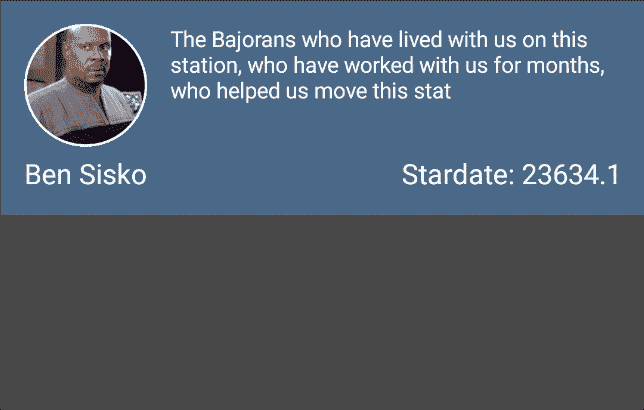 The Bajorans who have lived with us on this
station, who have worked with us for months,
who helped us move this stat
Ben Sisko
Stardate: 23634.1